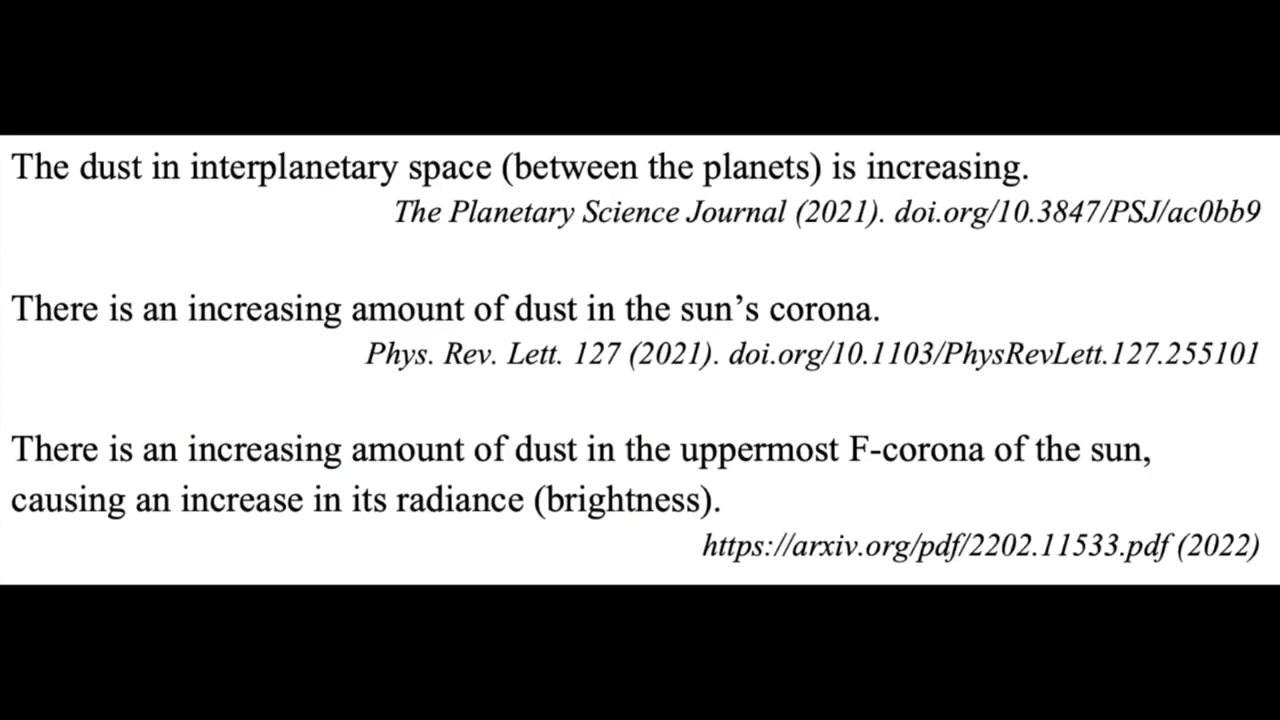 The dust in interplanetary space (between the planets) is increasing.
The Planetary Science Journal (2021). doi.org/10.3847/PSJ/ac0bb9
There is an increasing amount of dust in the sun’s corona.
Phys. Rev. Lett. 127 (2021). doi.org/10.1103/PhysRevLett.127.255101
There is an increasing amount of dust in the uppermost F-corona of the sun,
causing an increase in its radiance (brightness).
https://arxiv.org/pdf/2202.11533.pdf (2022)